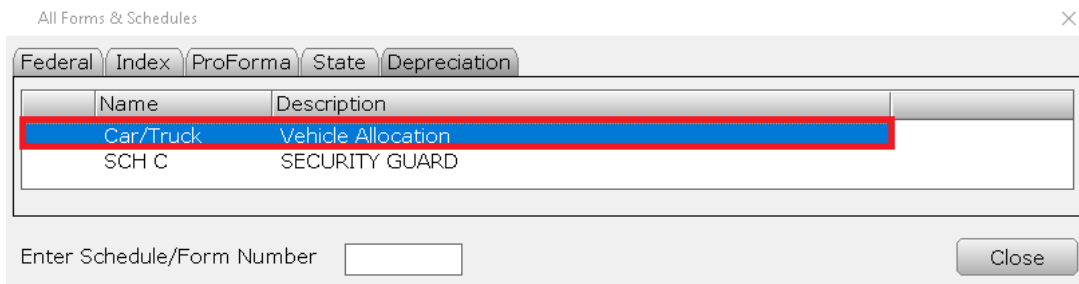 All Forms & Schedules
Federal Index ProForma State Depreciation
Name Description
Car/Truck Vehicle Allocation
SCH C SECURITY GUARD
Enter Schedule/Form Number Close